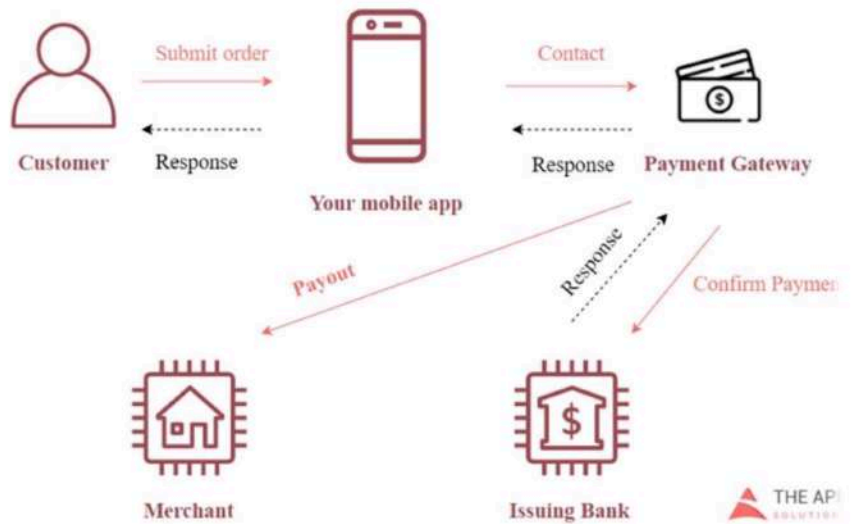 Submit order
Contact
$
Response
Response
Customer
Payment Gateway
Your mobile app
Payout
Response
Confirm Paymen
$
Merchant
Issuing Bank
THE AP
SOLUTION